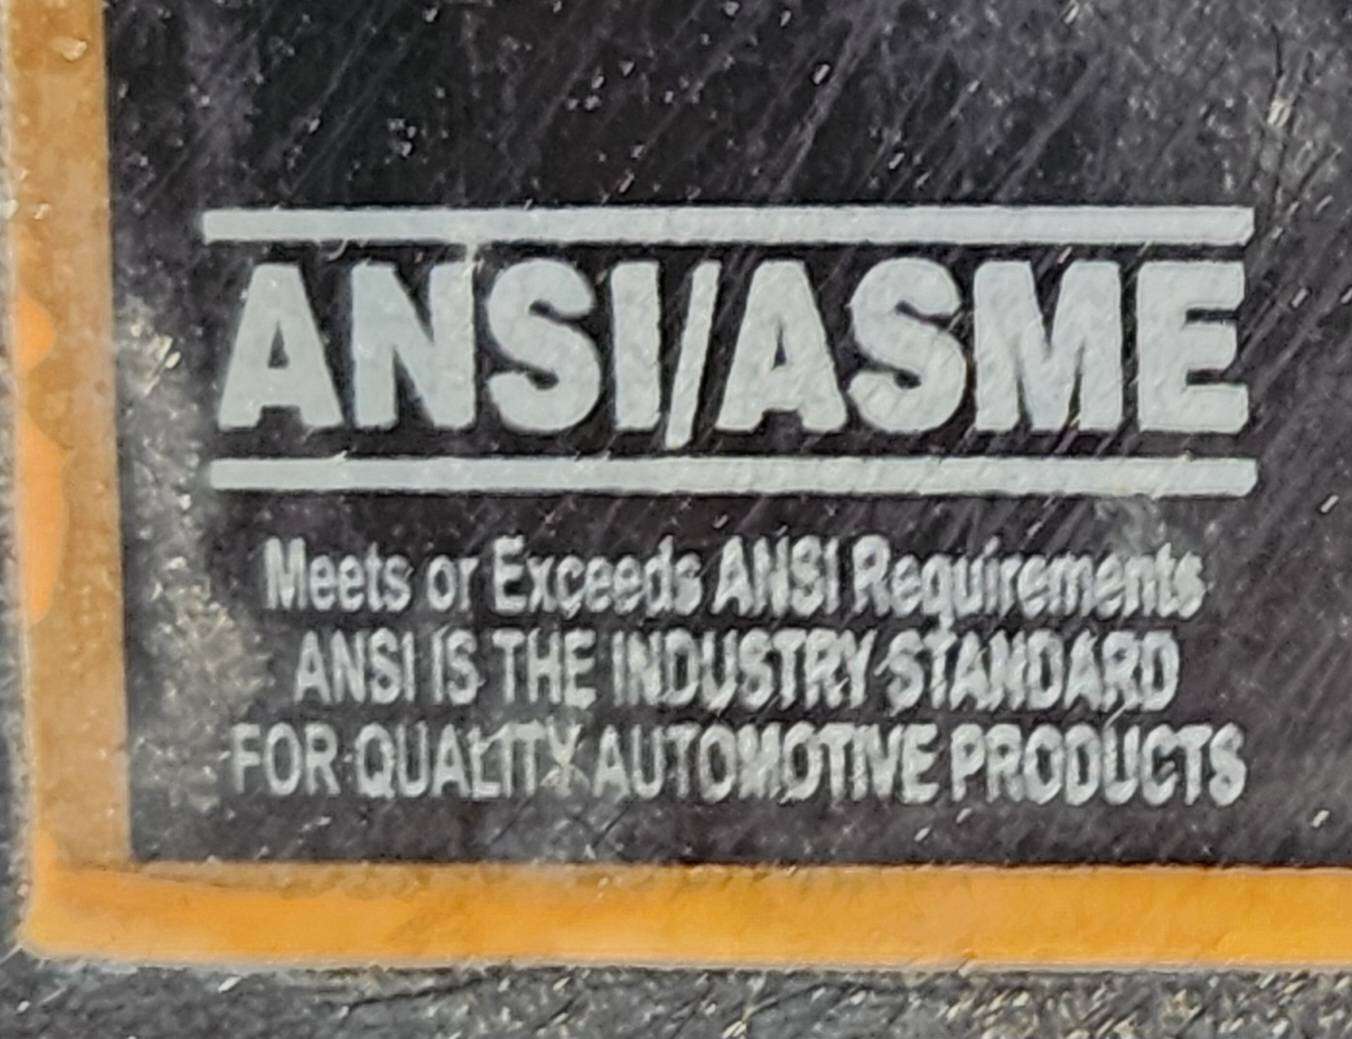 ANSI/ASME
Meets or Exceeds ANSI Requirements
ANSI IS THE INDUSTRY STANDARD
FOR QUALITY AUTOMOTIVE PRODUCTS